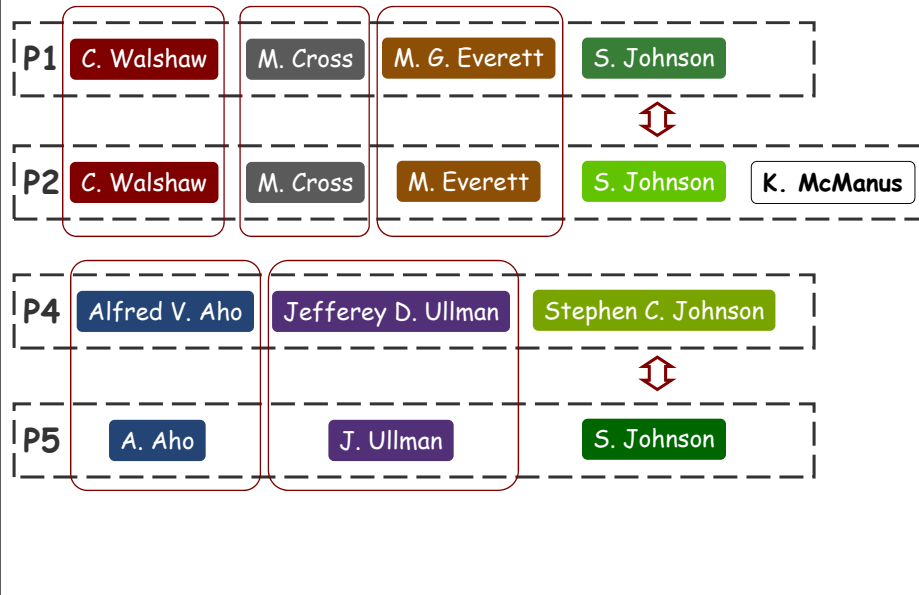 P1 C. Walshaw M. Cross M. G. Everett S. Johnson
P2 C. Walshaw M. Cross M. Everett S. Johnson K. McManus
P4 Alfred V. Aho Jefferey D. Ullman Stephen C. Johnson
P5 A. Aho J. Ullman S. Johnson